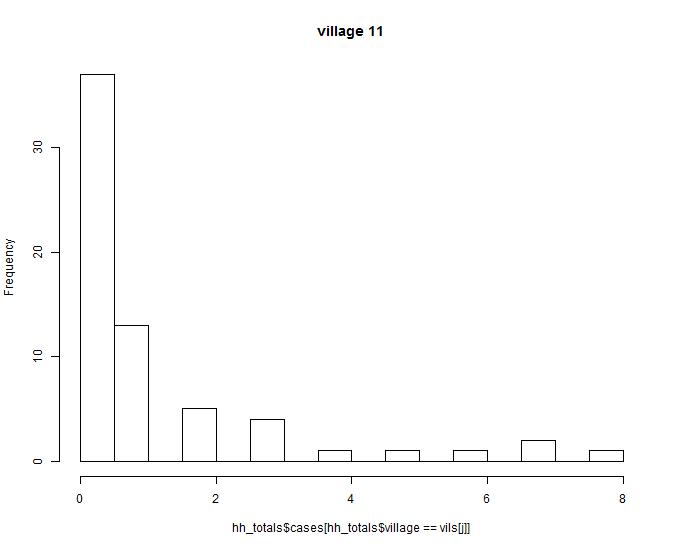 village 11
Frequency
30
20
10
0
0 2 4 6 8
hh_totals$cases[hh_totals$village == vils[j]]